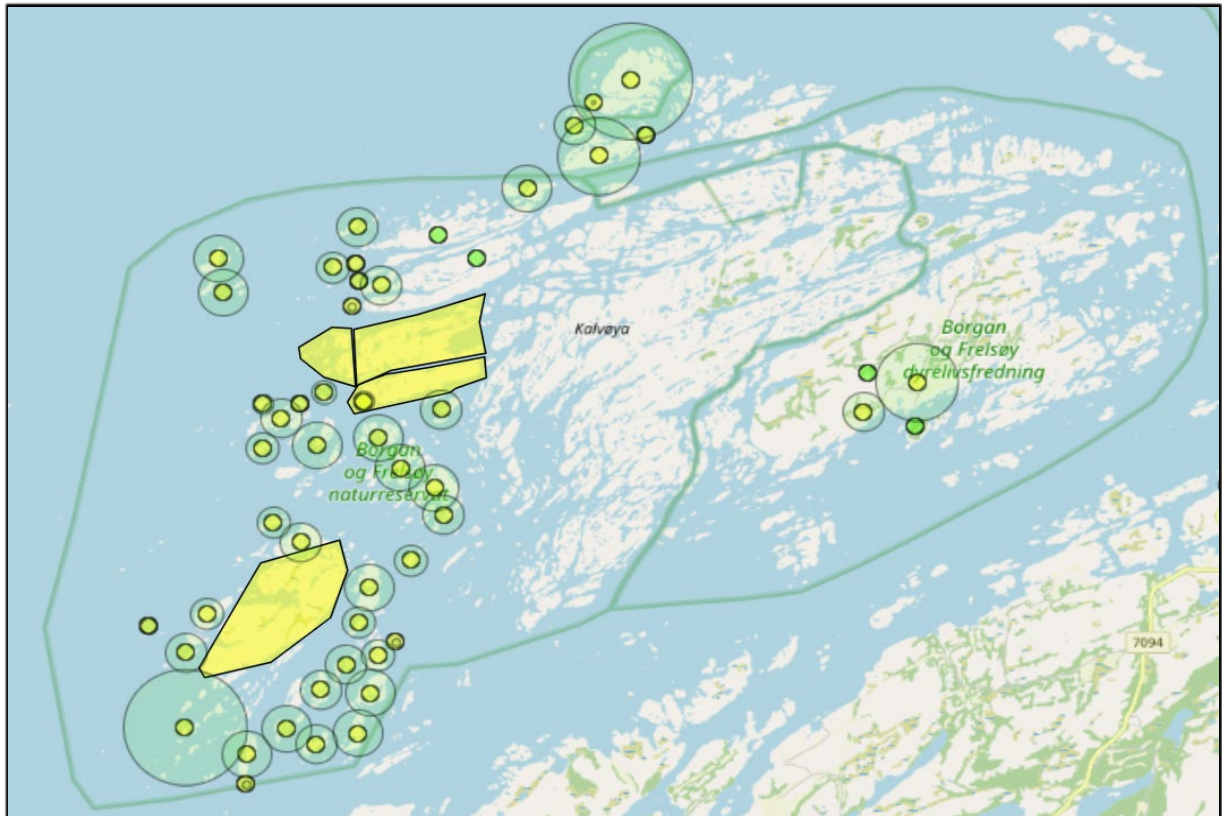 Kalvøya
Borgan
og Frelsøy
dyrelivsfredning
Borgan
og Frelsøy
naturreservat
7094